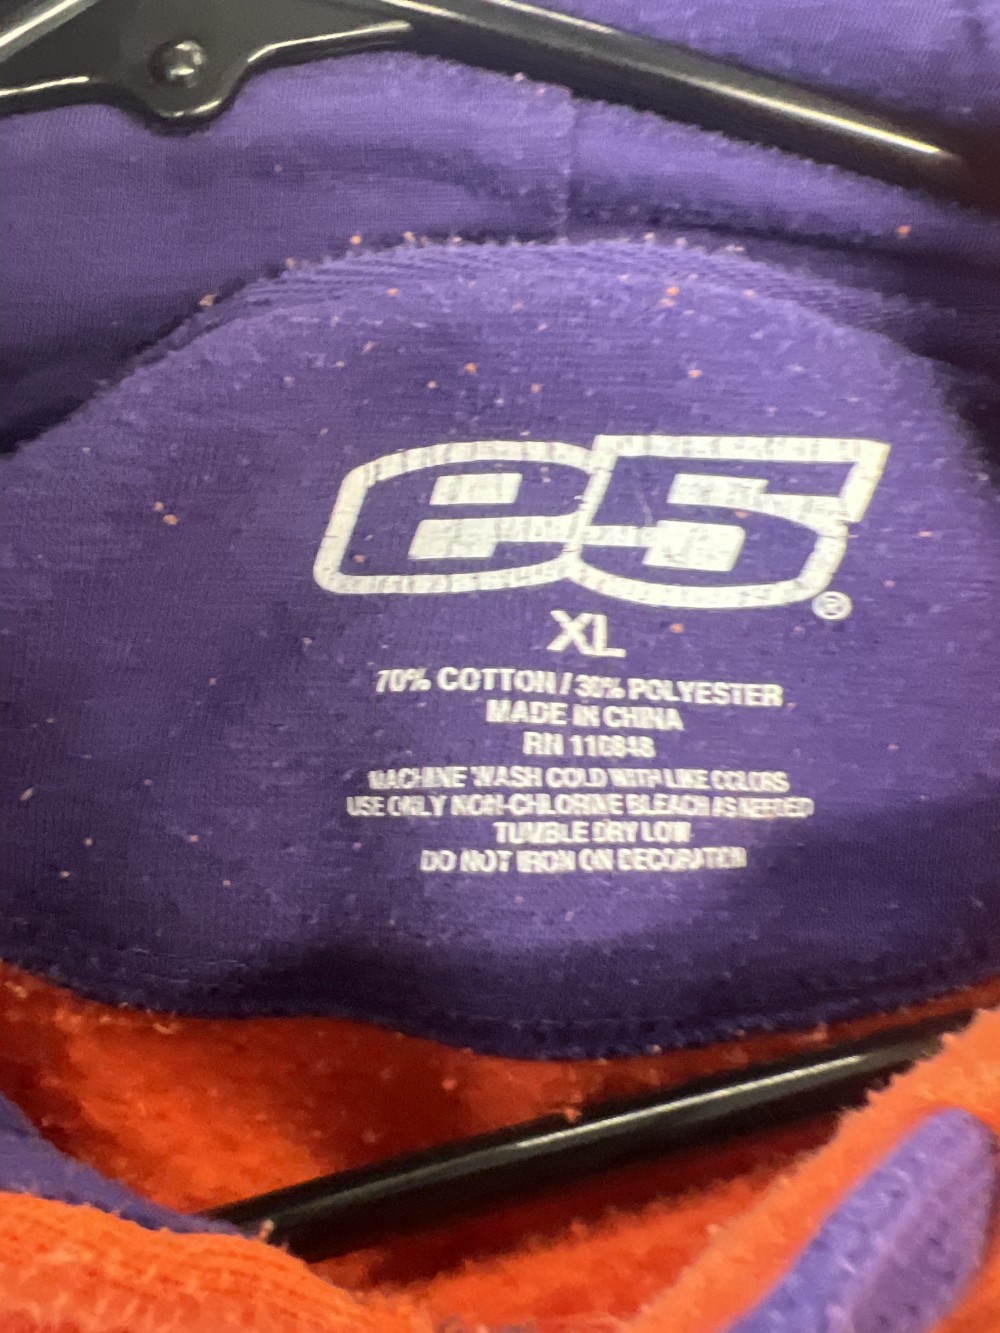 e5®
XL
70% COTTON / 30% POLYESTER
MADE IN CHINA
RN 110848
MACHINE WASH COLD WITH LIKE COLORS
USE ONLY NON-CHLORINE BLEACH AS NEEDED
TUMBLE DRY LOW
DO NOT IRON ON DECORATION